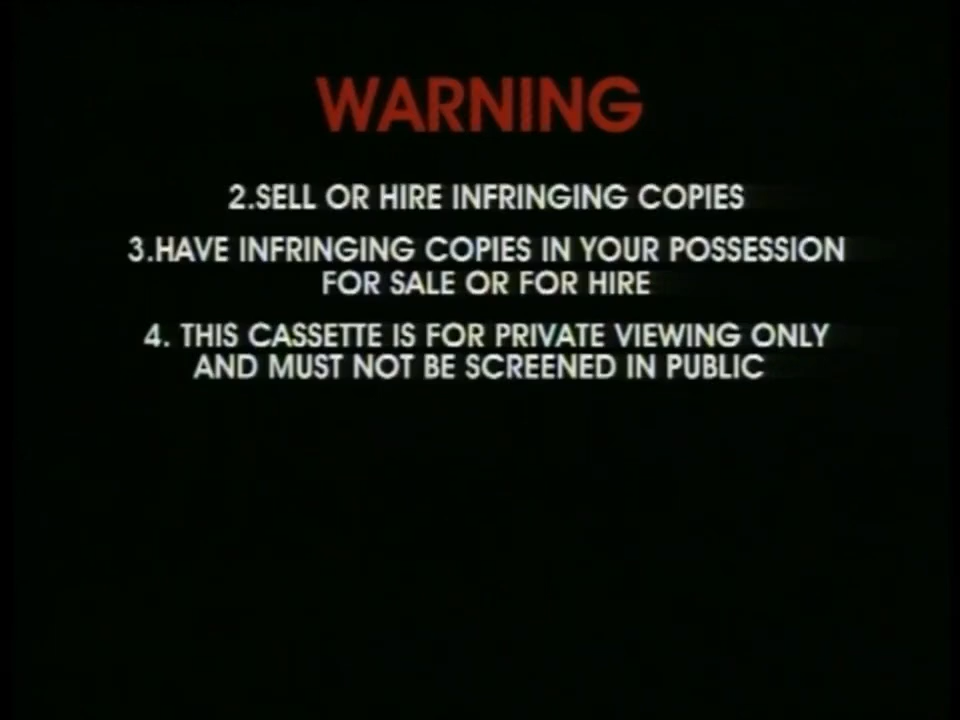 WARNING
2.SELL OR HIRE INFRINGING COPIES
3.HAVE INFRINGING COPIES IN YOUR POSSESSION
FOR SALE OR FOR HIRE
4. THIS CASSETTE IS FOR PRIVATE VIEWING ONLY
AND MUST NOT BE SCREENED IN PUBLIC